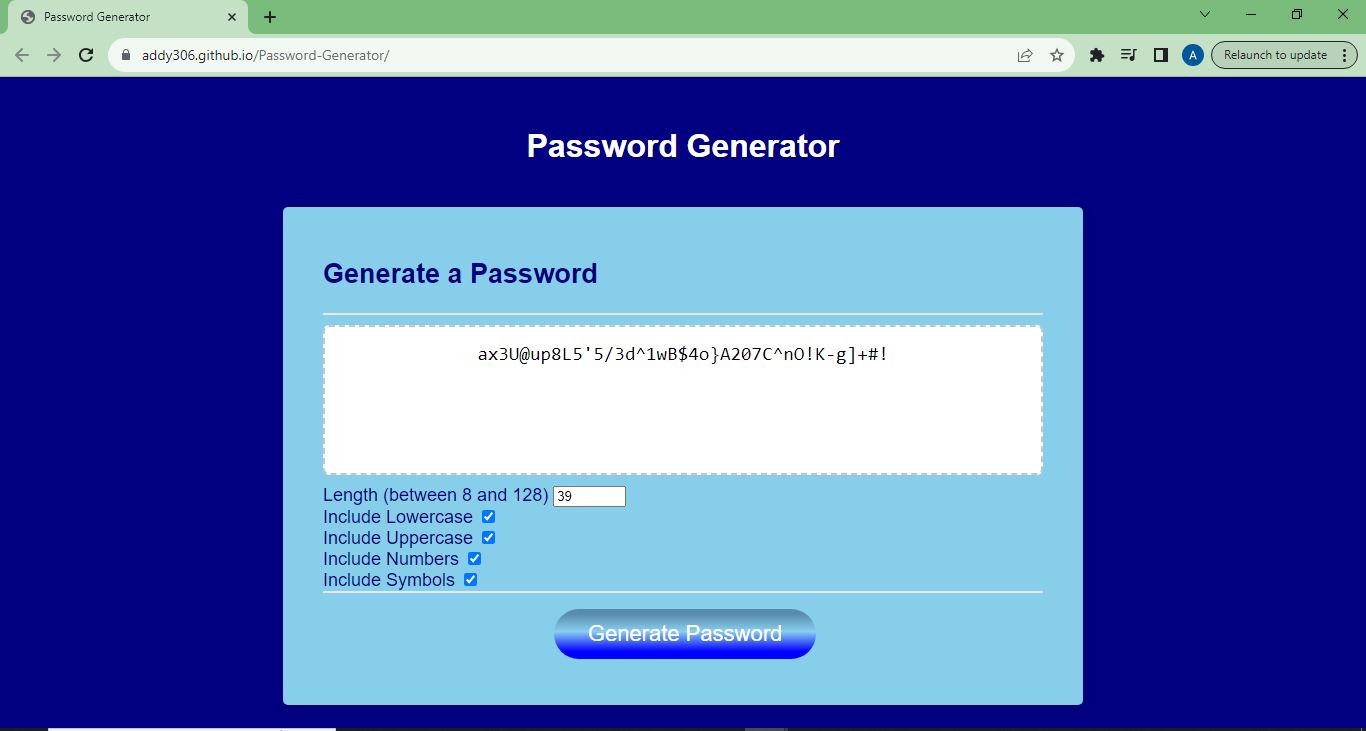 Password Generator
addy306.github.io/Password-Generator/
A
Relaunch to update
Password Generator
Generate a Password
ax3U@up8L5'5/3d^1wB$4o}A207C^nO!K-g]+#!
Length (between 8 and 128) 39
Include Lowercase
Include Uppercase
Include Numbers
Include Symbols
Generate Password